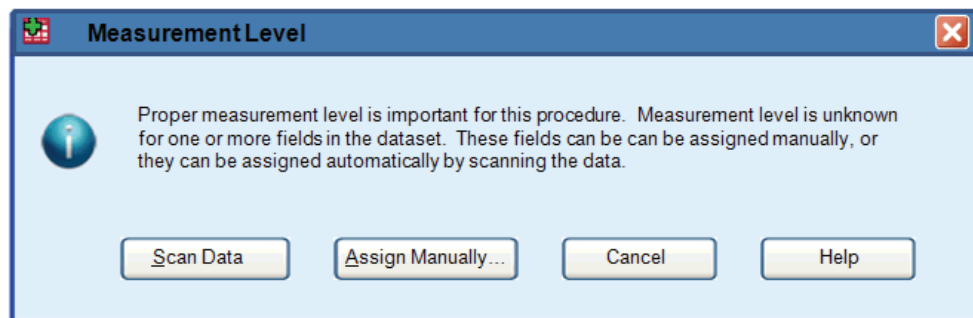 Measurement Level
Proper measurement level is important for this procedure.  Measurement level is unknown
for one or more fields in the dataset.  These fields can be can be assigned manually, or
they can be assigned automatically by scanning the data.
Scan Data
Assign Manually...
Cancel
Help